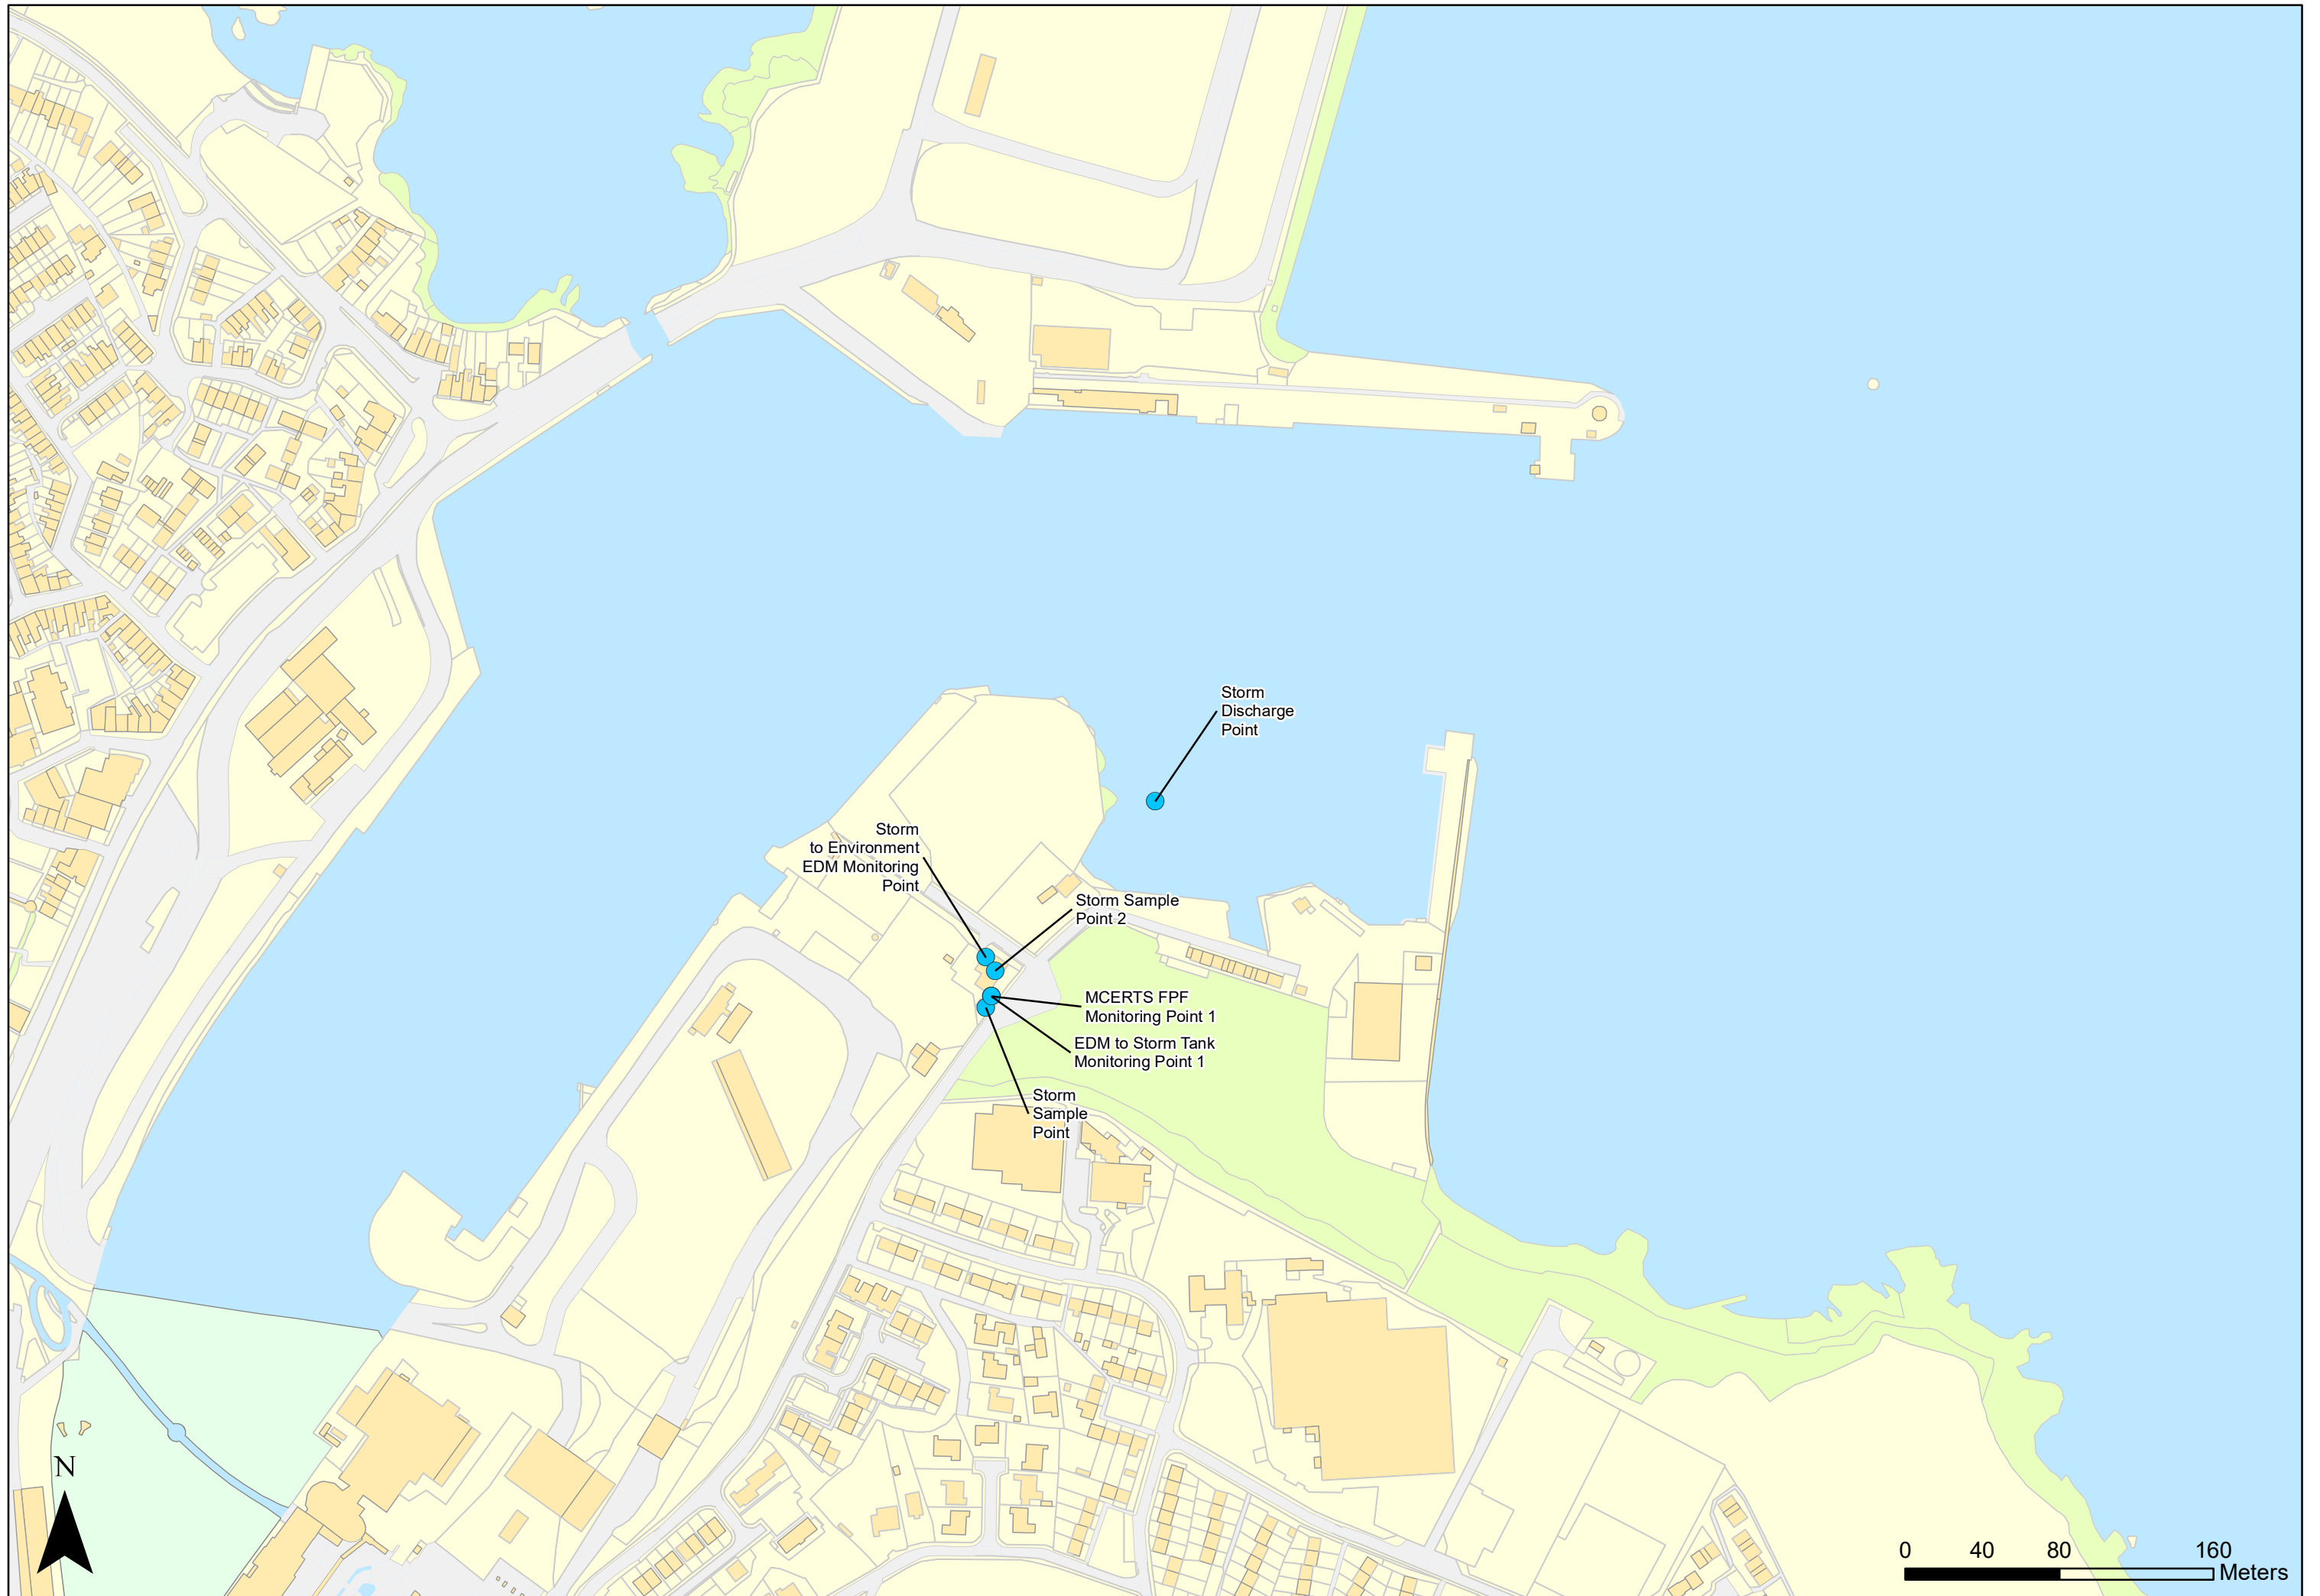 Storm
Discharge
Point
Storm
to Environment
EDM Monitoring
Point
Storm Sample
Point 2
MCERTS FPF
Monitoring Point 1
EDM to Storm Tank
Monitoring Point 1
Storm
Sample
Point
N
0 40 80 160
Meters